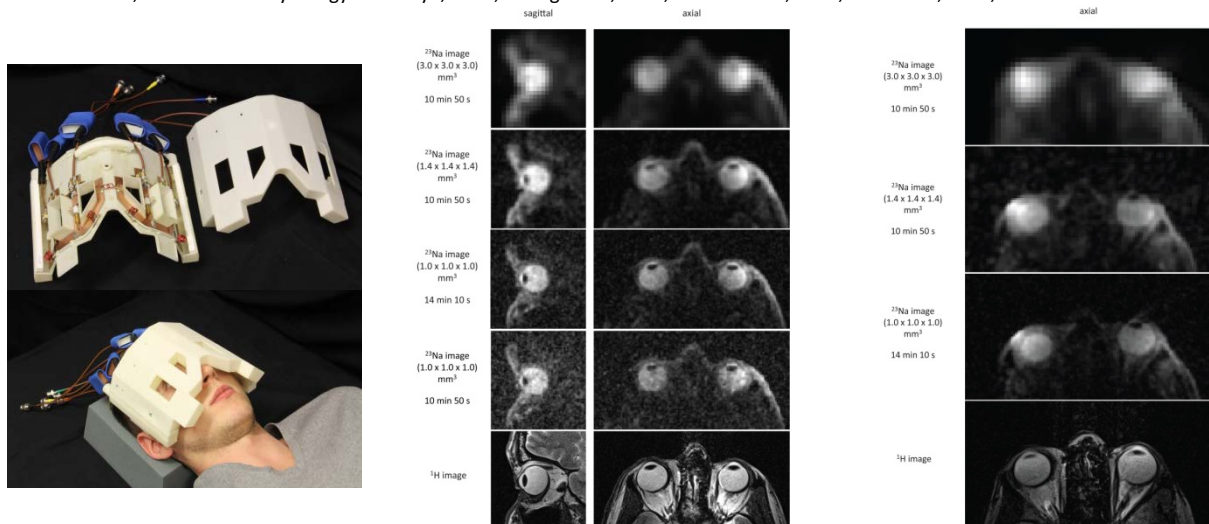 sagittal
axial
axial
²³Na image
(3.0 x 3.0 x 3.0)
mm³
10 min 50 s
²³Na image
(1.4 x 1.4 x 1.4)
mm³
10 min 50 s
²³Na image
(1.0 x 1.0 x 1.0)
mm³
14 min 10 s
²³Na image
(1.0 x 1.0 x 1.0)
mm³
10 min 50 s
¹H image
²³Na image
(3.0 x 3.0 x 3.0)
mm³
10 min 50 s
²³Na image
(1.4 x 1.4 x 1.4)
mm³
10 min 50 s
²³Na image
(1.0 x 1.0 x 1.0)
mm³
14 min 10 s
¹H image